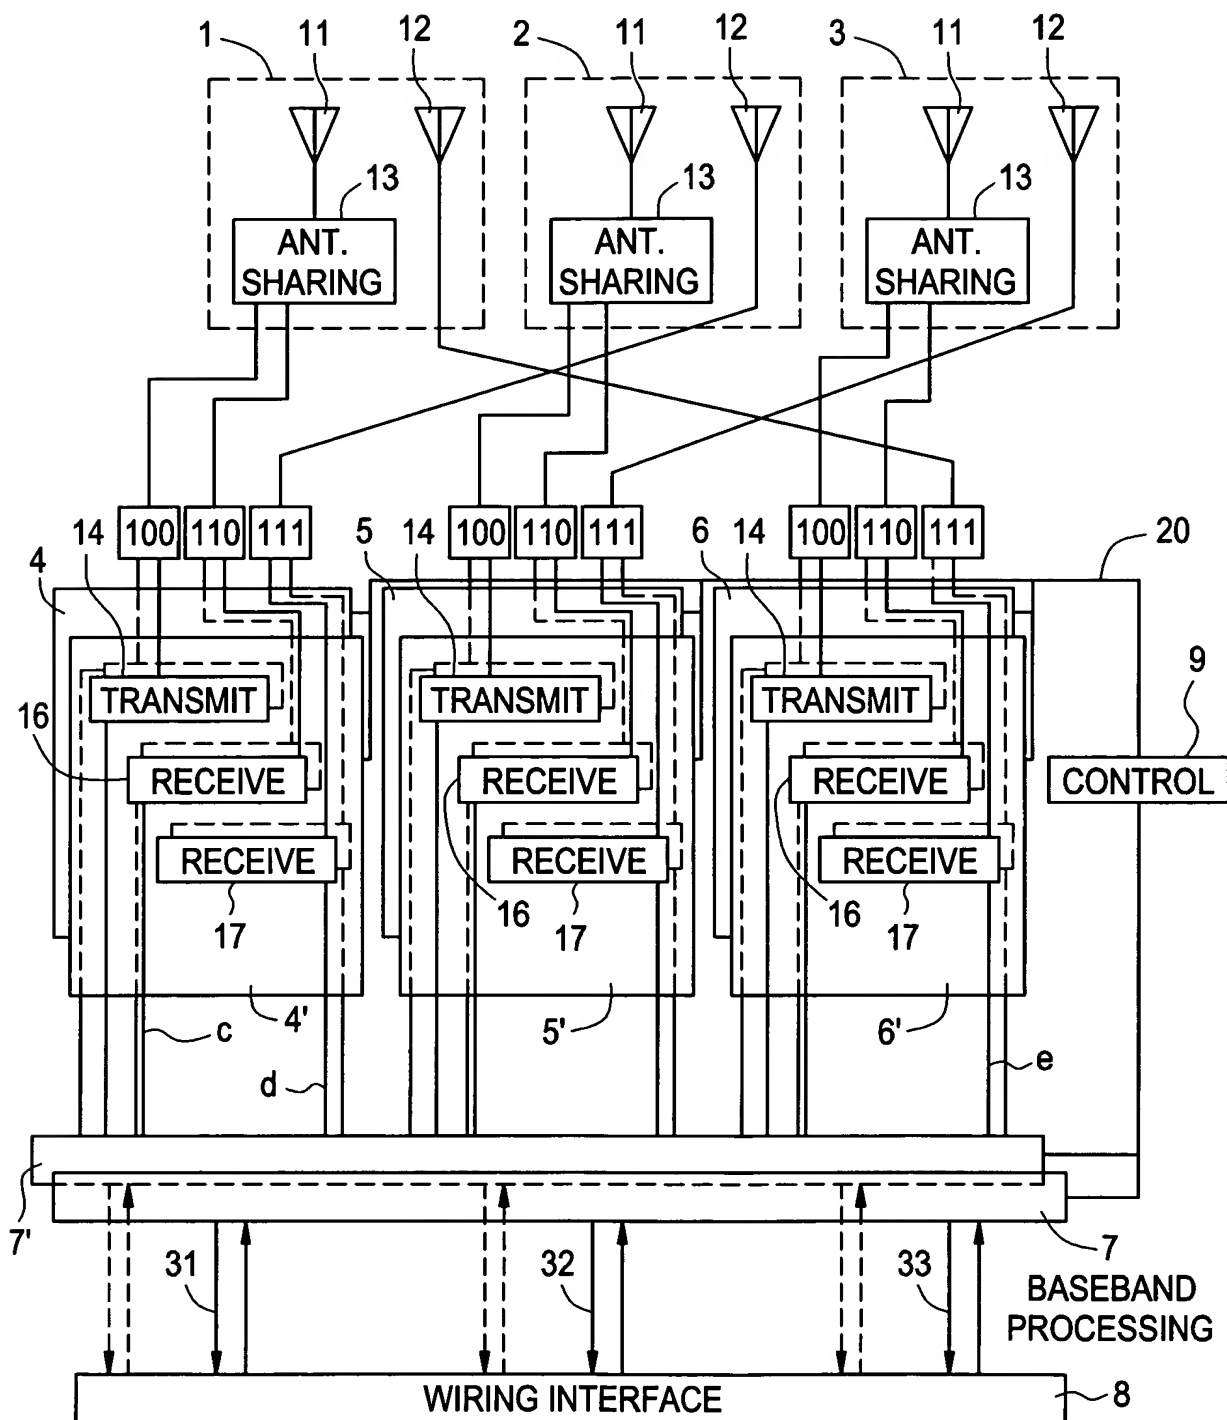 1 11 12 2 11 12 3 11 12
13 13 13
ANT. SHARING
ANT. SHARING
ANT. SHARING
100 110 111 100 110 111 100 110 111
4 14 5 14 6 14 20
TRANSMIT TRANSMIT TRANSMIT 9
16 RECEIVE RECEIVE RECEIVE CONTROL
RECEIVE RECEIVE RECEIVE
17 16 17 16 17
4' 5' 6'
c d e
7'
7
31 32 33
BASEBAND
PROCESSING
WIRING INTERFACE 8